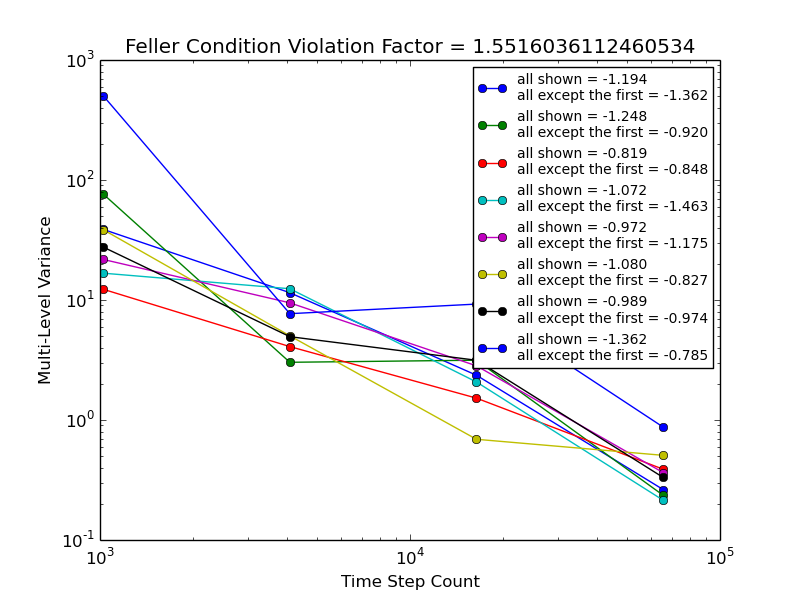 Feller Condition Violation Factor = 1.5516036112460534
10^3
10^2
10^1
10^0
10^-1
Multi-Level Variance
all shown = -1.194
all except the first = -1.362
all shown = -1.248
all except the first = -0.920
all shown = -0.819
all except the first = -0.848
all shown = -1.072
all except the first = -1.463
all shown = -0.972
all except the first = -1.175
all shown = -1.080
all except the first = -0.827
all shown = -0.989
all except the first = -0.974
all shown = -1.362
all except the first = -0.785
10^3
10^4
10^5
Time Step Count